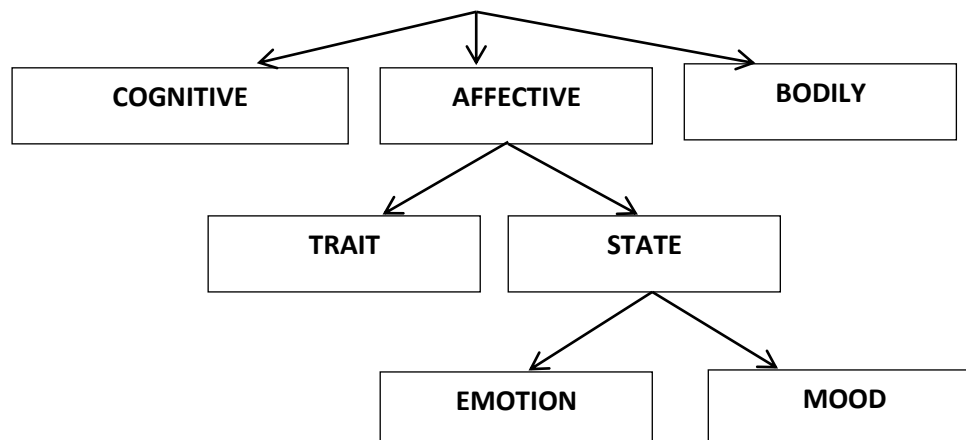 COGNITIVE
AFFECTIVE
BODILY
TRAIT
STATE
EMOTION
MOOD